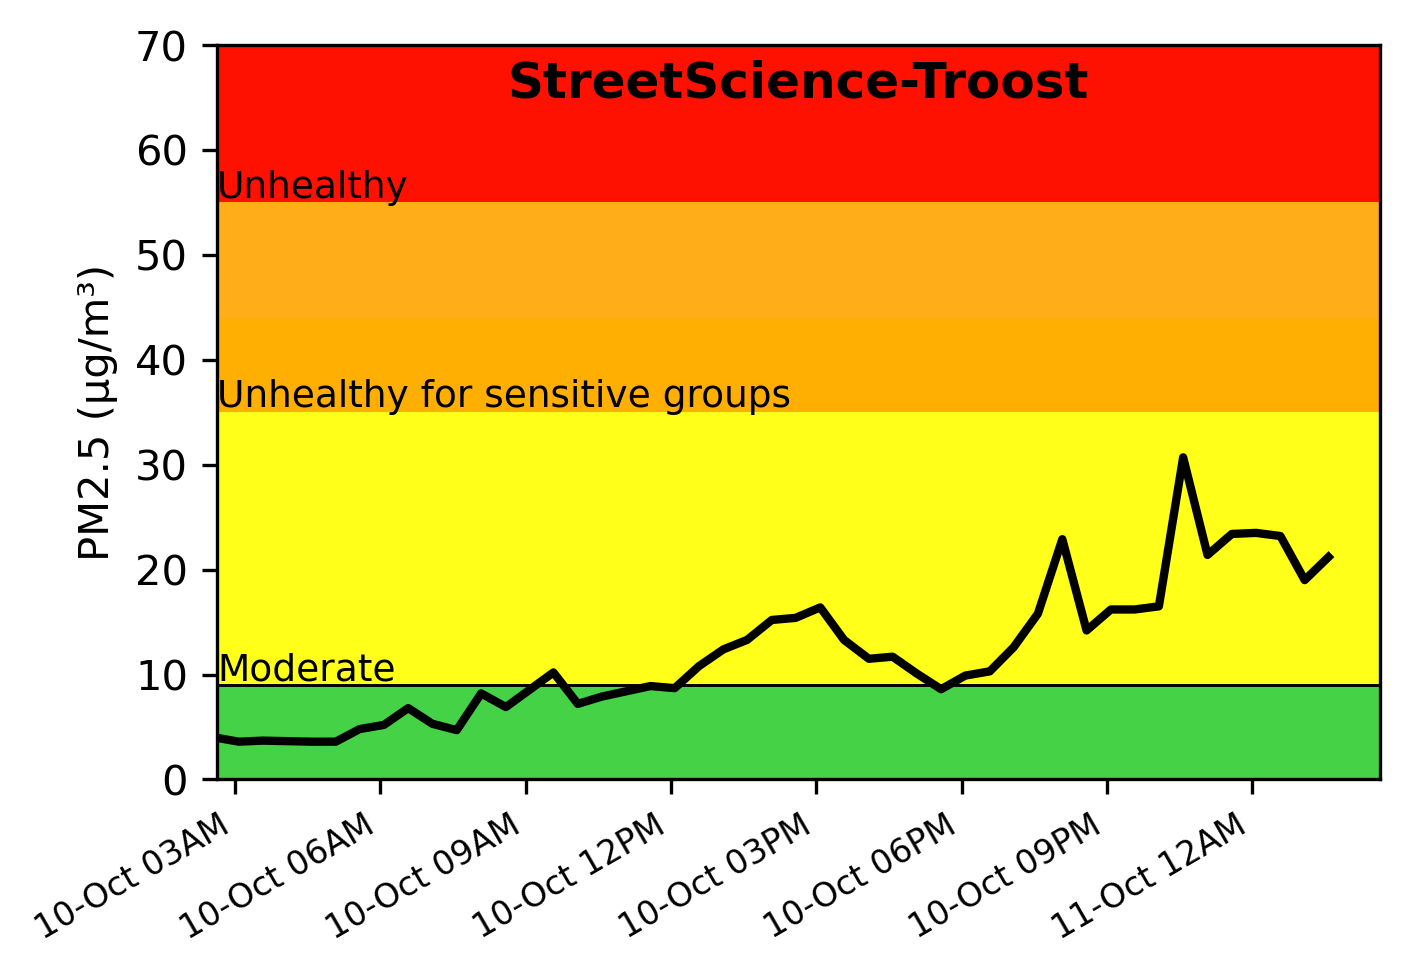 StreetScience-Troost
PM2.5 (µg/m³)
70
60
50
40
30
20
10
0
Unhealthy
Unhealthy for sensitive groups
Moderate
10-Oct 03AM
10-Oct 06AM
10-Oct 09AM
10-Oct 12PM
10-Oct 03PM
10-Oct 06PM
10-Oct 09PM
11-Oct 12AM